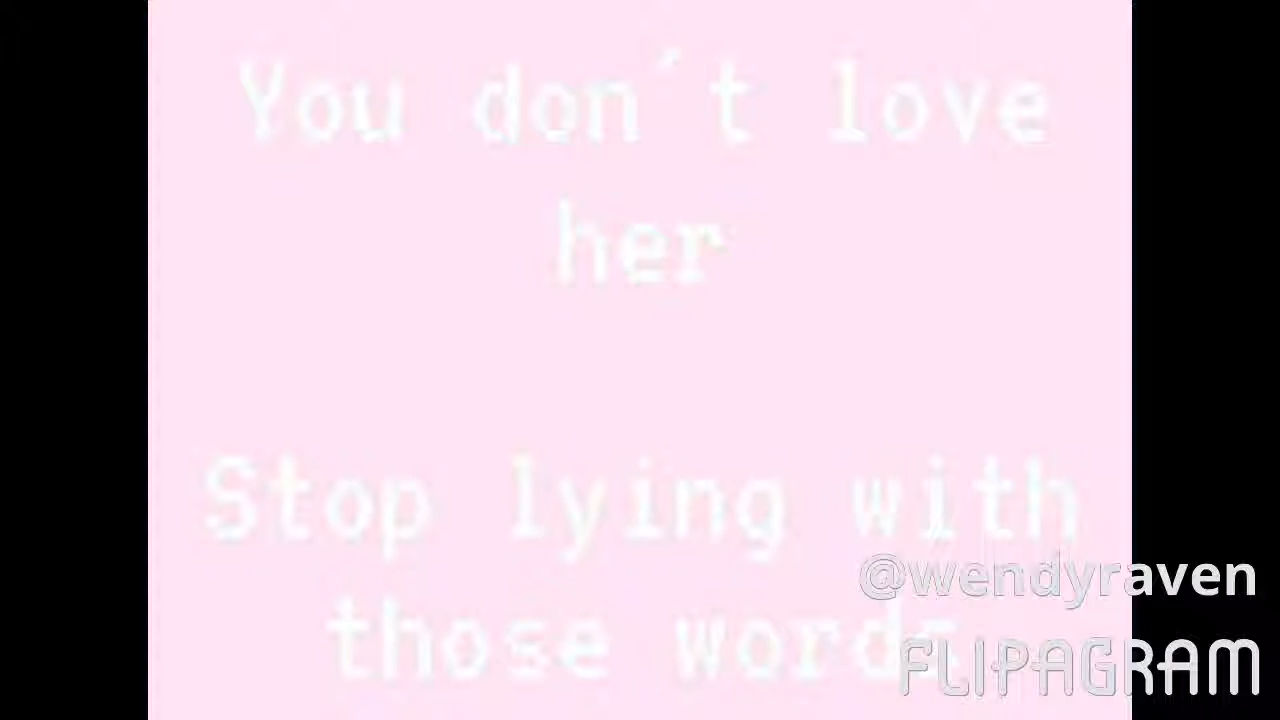 You don't love
her
Stop lying with
those words
@wendyraven
FLIPAGRAM